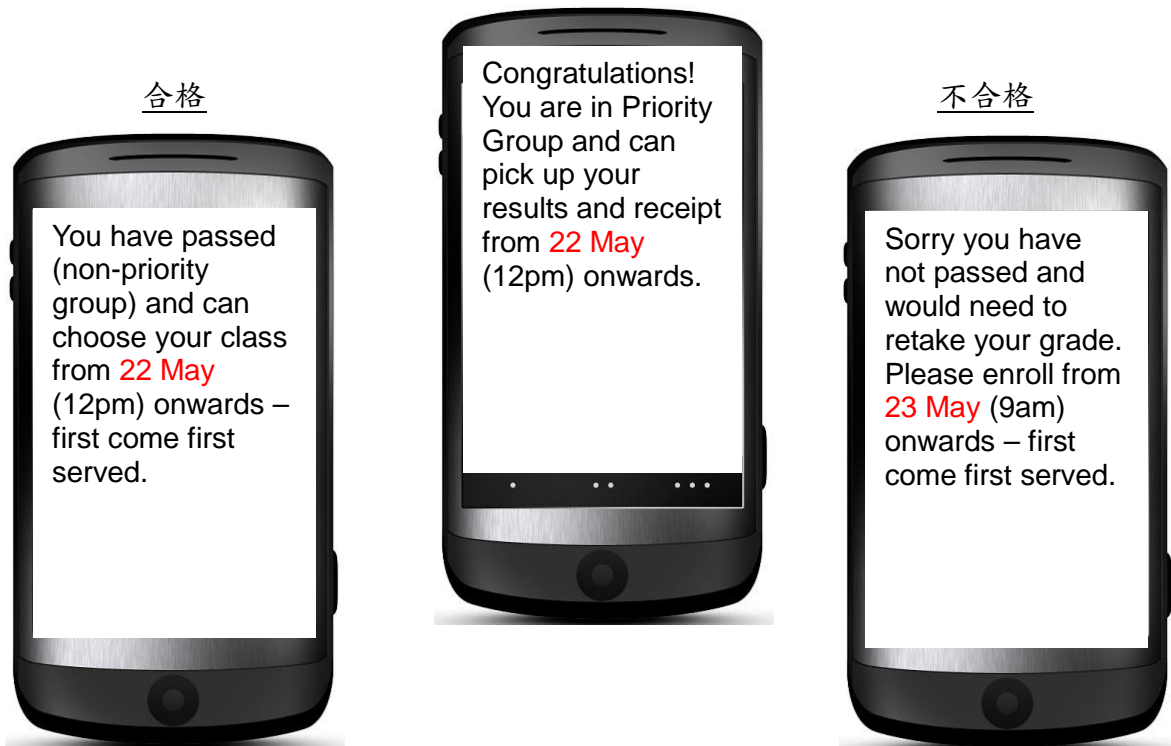 合格
You have passed
(non-priority
group) and can
choose your class
from 22 May
(12pm) onwards –
first come first
served.
Congratulations!
You are in Priority
Group and can
pick up your
results and receipt
from 22 May
(12pm) onwards.
不合格
Sorry you have
not passed and
would need to
retake your grade.
Please enroll from
23 May (9am)
onwards – first
come first served.